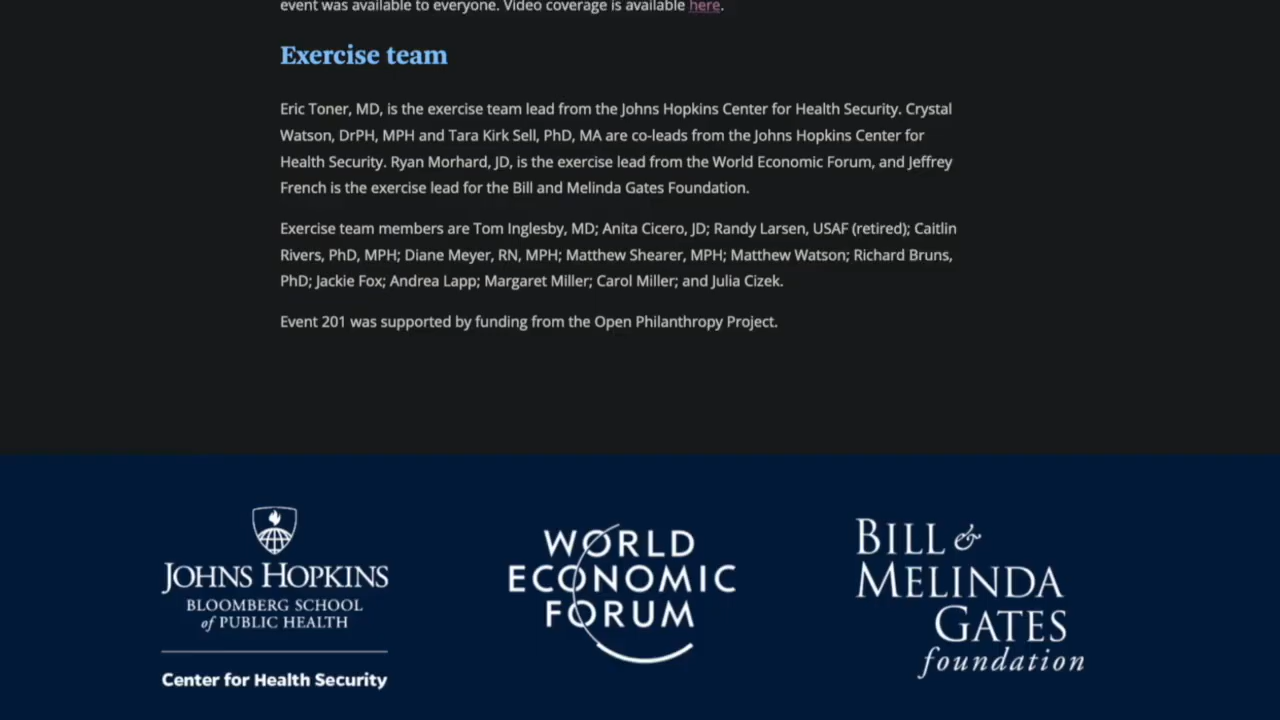 event was available to everyone. Video coverage is available here.
Exercise team
Eric Toner, MD, is the exercise team lead from the Johns Hopkins Center for Health Security. Crystal
Watson, DrPH, MPH and Tara Kirk Sell, PhD, MA are co-leads from the Johns Hopkins Center for
Health Security. Ryan Morhard, JD, is the exercise lead from the World Economic Forum, and Jeffrey
French is the exercise lead for the Bill and Melinda Gates Foundation.
Exercise team members are Tom Inglesby, MD; Anita Cicero, JD; Randy Larsen, USAF (retired); Caitlin
Rivers, PhD, MPH; Diane Meyer, RN, MPH; Matthew Shearer, MPH; Matthew Watson; Richard Bruns,
PhD; Jackie Fox; Andrea Lapp; Margaret Miller; Carol Miller; and Julia Cizek.
Event 201 was supported by funding from the Open Philanthropy Project.
JOHNS HOPKINS
BLOOMBERG SCHOOL
of PUBLIC HEALTH
Center for Health Security
WORLD
ECONOMIC
FORUM
BILL &
MELINDA
GATES
foundation